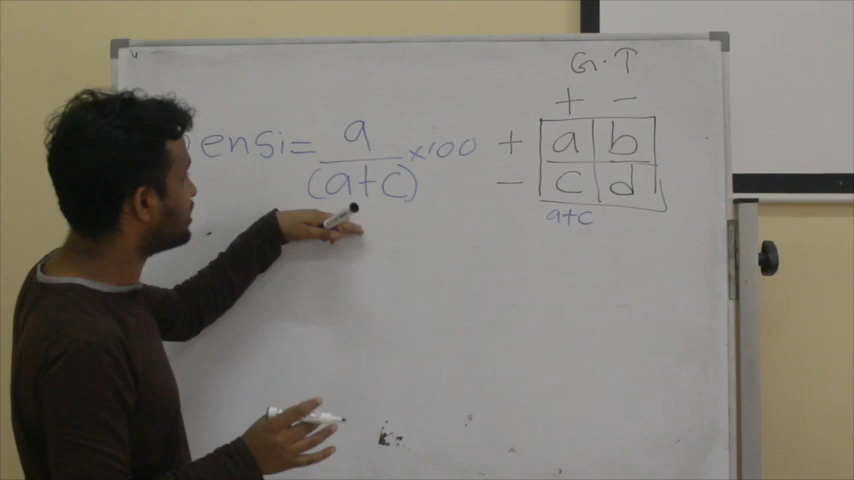 G.T
+ -
ensi = a / (a+c) ×100
+ a b
- c d
a+c